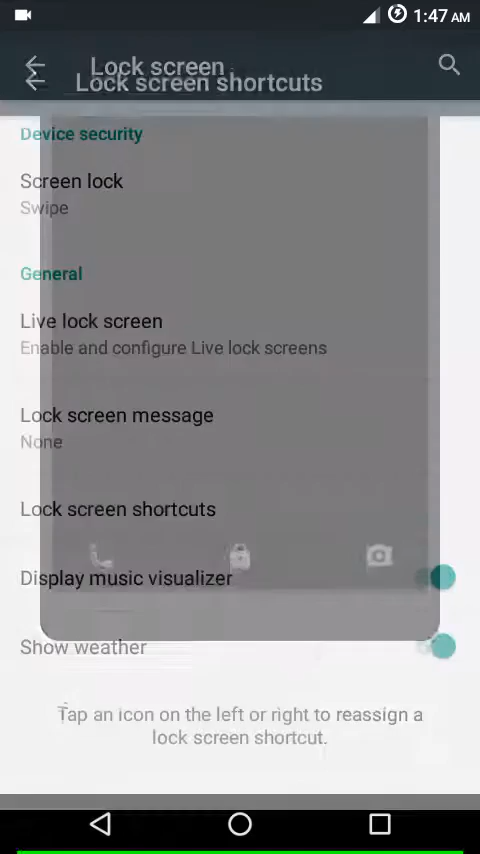 1:47 AM
Lock screen
Lock screen shortcuts
Device security
Screen lock
Swipe
General
Live lock screen
Enable and configure Live lock screens
Lock screen message
None
Lock screen shortcuts
Display music visualizer
Show weather
Tap an icon on the left or right to reassign a
lock screen shortcut.